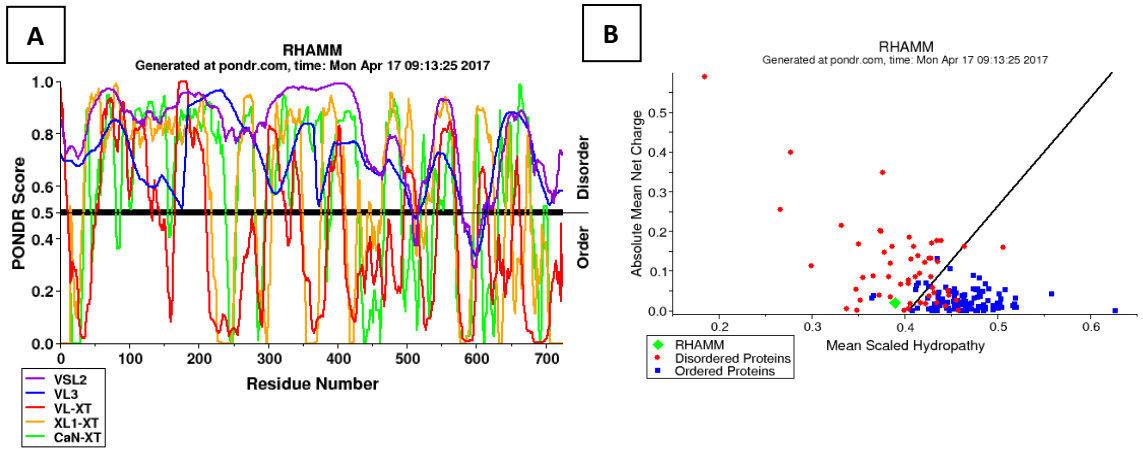 A
RHAMM
Generated at pondr.com, time: Mon Apr 17 09:13:25 2017
PONDR Score
1.0
0.8
0.6
0.5
0.4
0.2
0.0
Disorder
Order
0 100 200 300 400 500 600 700
Residue Number
VSL2
VL3
VL-XT
XL1-XT
CaN-XT
B
RHAMM
Generated at pondr.com, time: Mon Apr 17 09:13:25 2017
Absolute Mean Net Charge
0.5
0.4
0.3
0.2
0.1
0.0
0.2 0.3 0.4 0.5 0.6
Mean Scaled Hydropathy
RHAMM
Disordered Proteins
Ordered Proteins